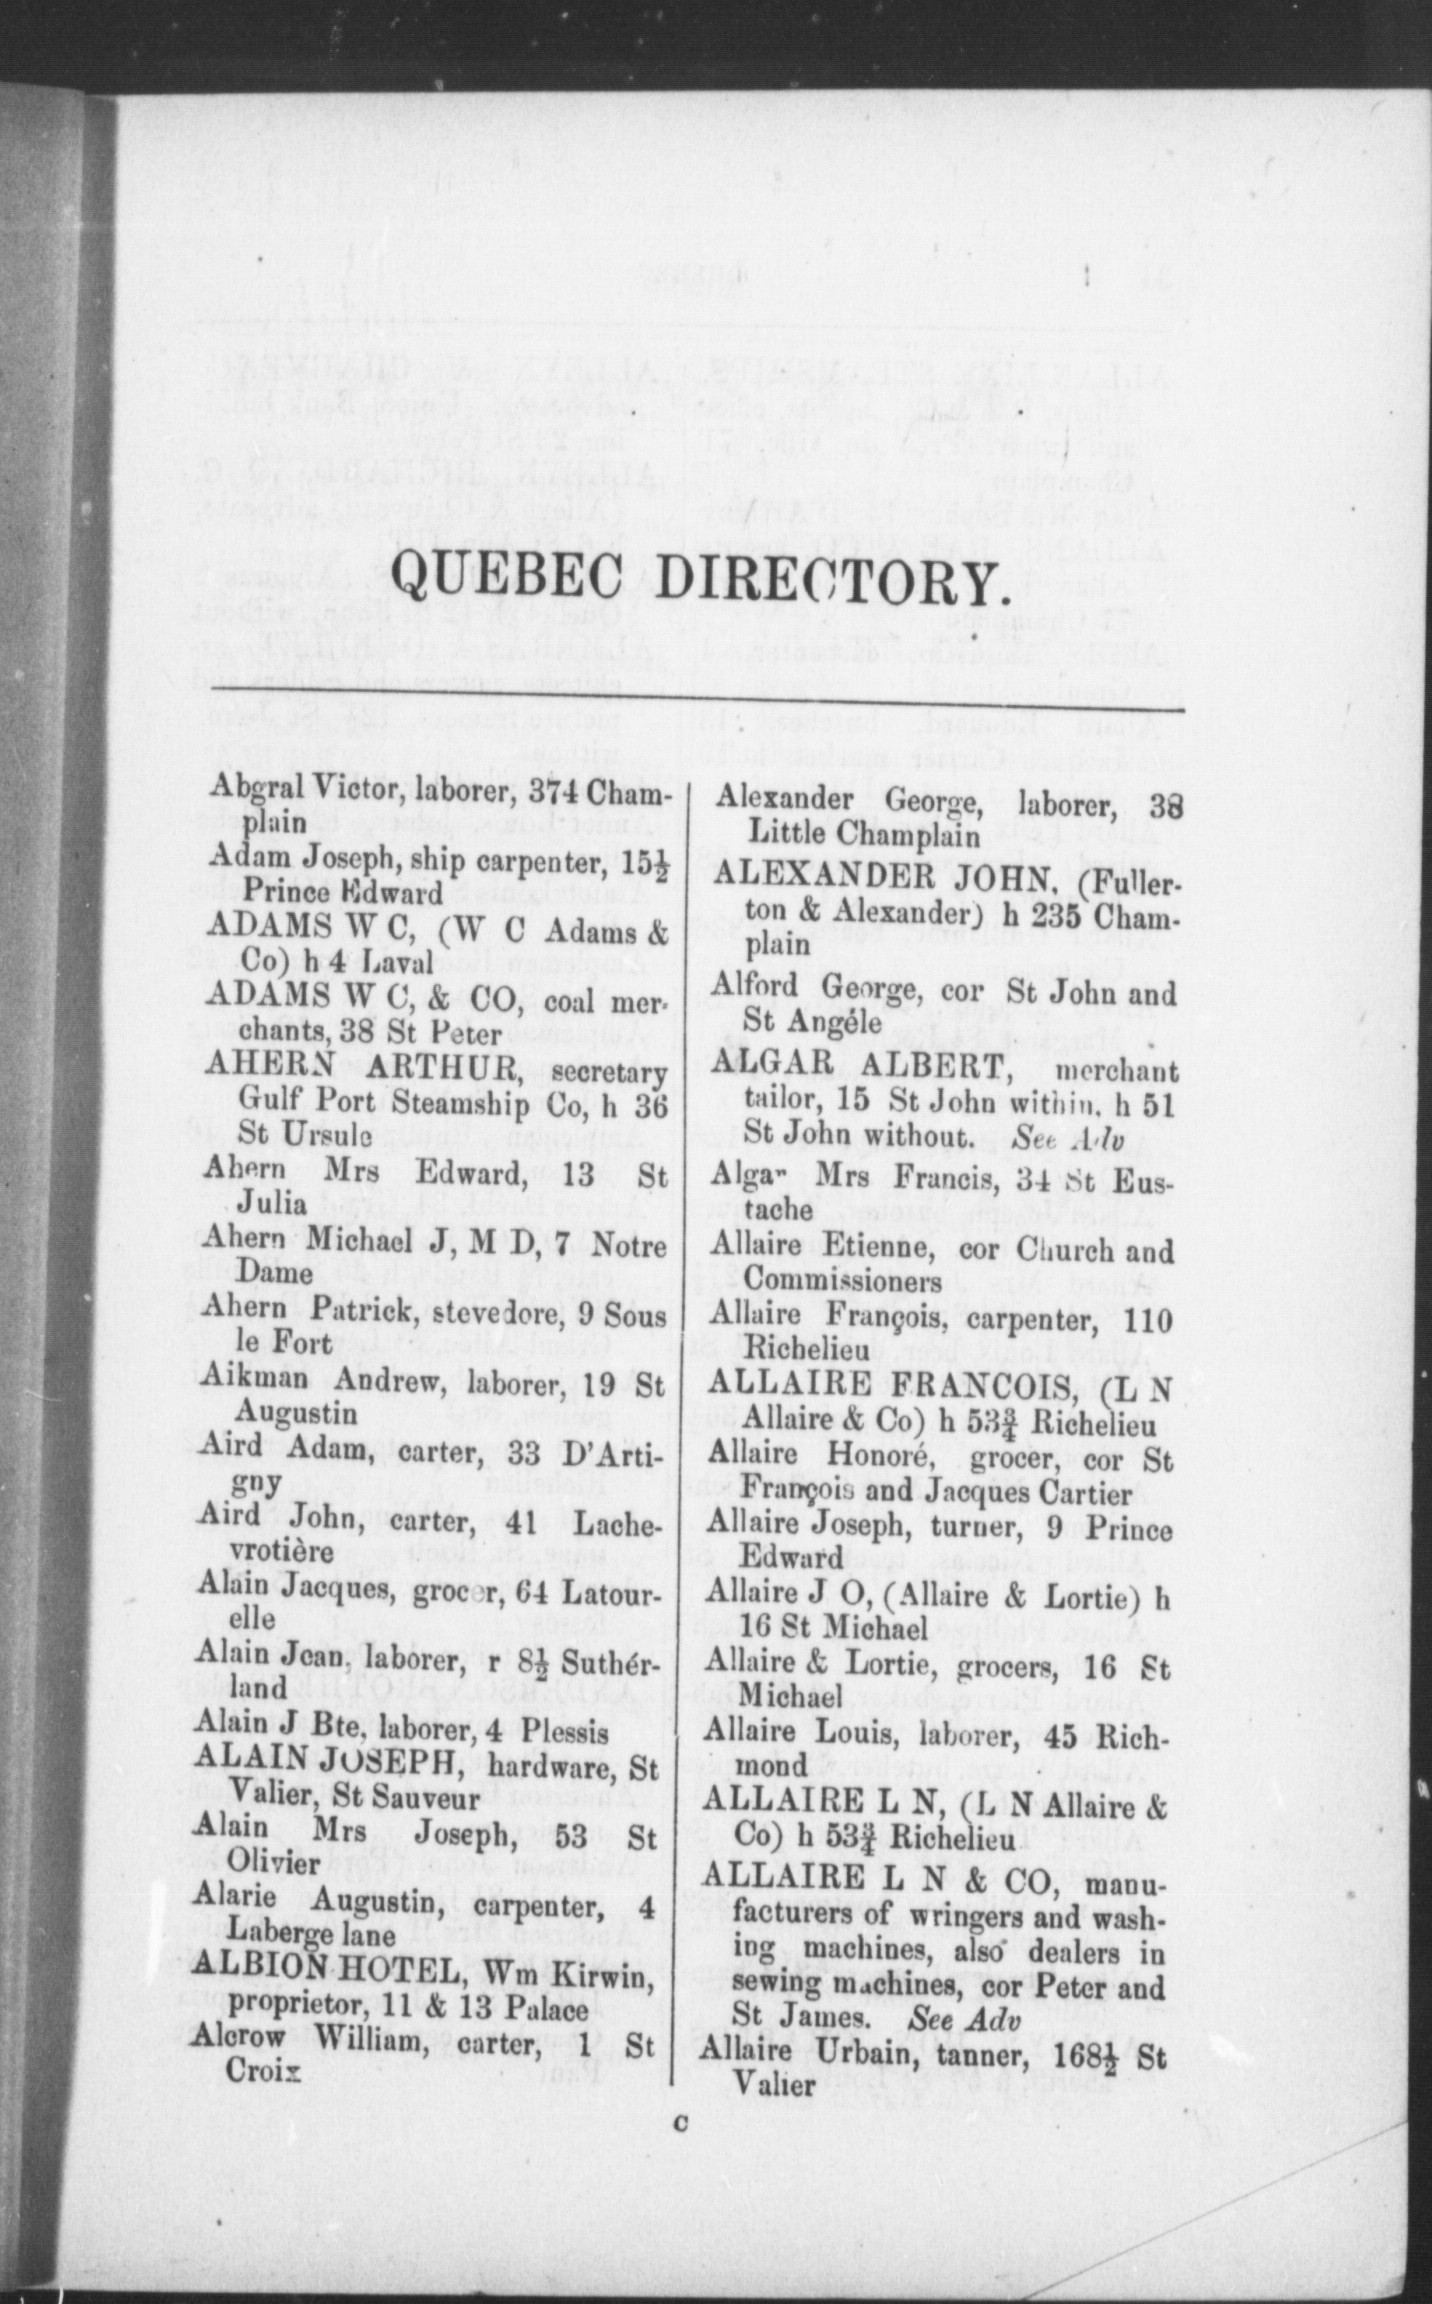 QUEBEC DIRECTORY.
Abgral Victor, laborer, 374 Cham-
plain
Adam Joseph, ship carpenter, 15½
Prince Edward
ADAMS W C, (W C Adams &
Co) h 4 Laval
ADAMS W C, & CO, coal mer-
chants, 38 St Peter
AHERN ARTHUR, secretary
Gulf Port Steamship Co, h 36
St Ursule
Ahern Mrs Edward, 13 St
Julia
Ahern Michael J, M D, 7 Notre
Dame
Ahern Patrick, stevedore, 9 Sous
le Fort
Aikman Andrew, laborer, 19 St
Augustin
Aird Adam, carter, 33 D'Arti-
gny
Aird John, carter, 41 Lache-
vrotière
Alain Jacques, grocer, 64 Latour-
elle
Alain Jean, laborer, r 8½ Suthér-
land
Alain J Bte, laborer, 4 Plessis
ALAIN JOSEPH, hardware, St
Valier, St Sauveur
Alain Mrs Joseph, 53 St
Olivier
Alarie Augustin, carpenter, 4
Laberge lane
ALBION HOTEL, Wm Kirwin,
proprietor, 11 & 13 Palace
Alcrow William, carter, 1 St
Croix
Alexander George, laborer, 38
Little Champlain
ALEXANDER JOHN, (Fuller-
ton & Alexander) h 235 Cham-
plain
Alford George, cor St John and
St Angéle
ALGAR ALBERT, merchant
tailor, 15 St John within, h 51
St John without. See Adv
Algar Mrs Francis, 34 St Eus-
tache
Allaire Etienne, cor Church and
Commissioners
Allaire François, carpenter, 110
Richelieu
ALLAIRE FRANCOIS, (L N
Allaire & Co) h 53¾ Richelieu
Allaire Honoré, grocer, cor St
François and Jacques Cartier
Allaire Joseph, turner, 9 Prince
Edward
Allaire J O, (Allaire & Lortie) h
16 St Michael
Allaire & Lortie, grocers, 16 St
Michael
Allaire Louis, laborer, 45 Rich-
mond
ALLAIRE L N, (L N Allaire &
Co) h 53¾ Richelieu
ALLAIRE L N & CO, manu-
facturers of wringers and wash-
ing machines, also dealers in
sewing machines, cor Peter and
St James. See Adv
Allaire Urbain, tanner, 168½ St
Valier
C